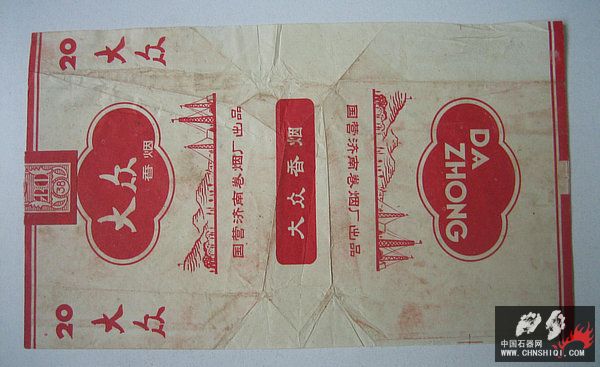 20 大众
大众
香烟
国营济南卷烟厂出品
大众香烟
国营济南卷烟厂出品
DA
ZHONG
20 大众
中国石器网
WWW.CHNSHIQI.COM